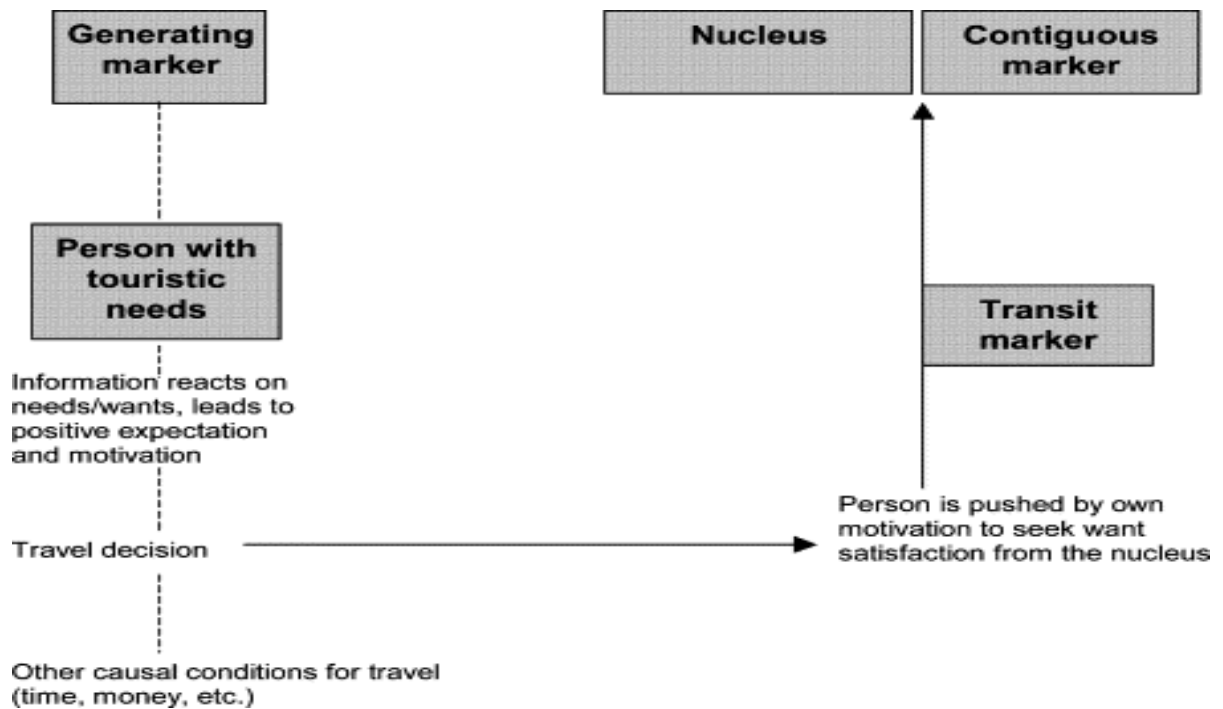 Generating
marker
Nucleus
Contiguous
marker
Person with
touristic
needs
Transit
marker
Information reacts on
needs/wants, leads to
positive expectation
and motivation
Person is pushed by own
motivation to seek want
satisfaction from the nucleus
Travel decision
Other causal conditions for travel
(time, money, etc.)